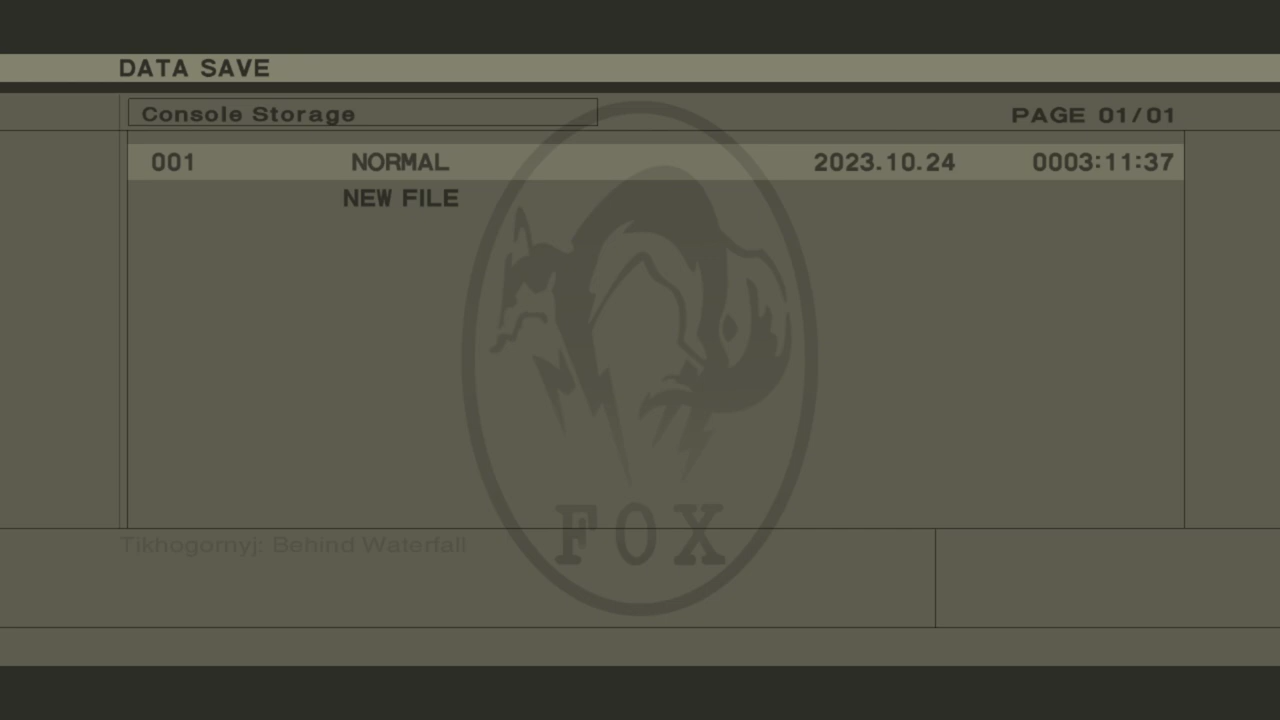 DATA SAVE
Console Storage PAGE 01/01
001 NORMAL 2023.10.24 0003:11:37
NEW FILE
Tikhogornyj: Behind Waterfall
FOX